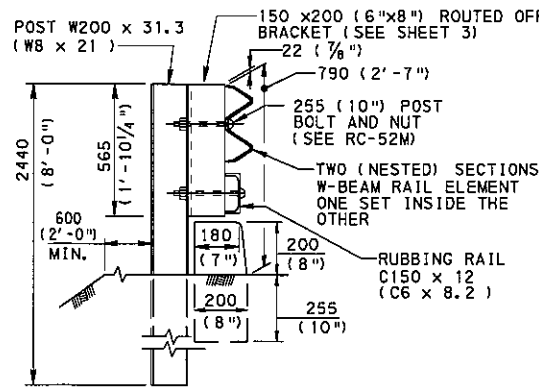 POST W200 x 31.3
(W8 x 21)
150 x200 (6"x8") ROUTED OFF
BRACKET (SEE SHEET 3)
22 (7/8")
790 (2'-7")
255 (10") POST
BOLT AND NUT
(SEE RC-52M)
TWO (NESTED) SECTIONS
W-BEAM RAIL ELEMENT
ONE SET INSIDE THE
OTHER
RUBBING RAIL
C150 x 12
(C6 x 8.2)
2440
(8'-0")
565
(1'-10 1/4")
600
(2'-0")
MIN.
180
(7")
200
(8")
200
(8")
255
(10")